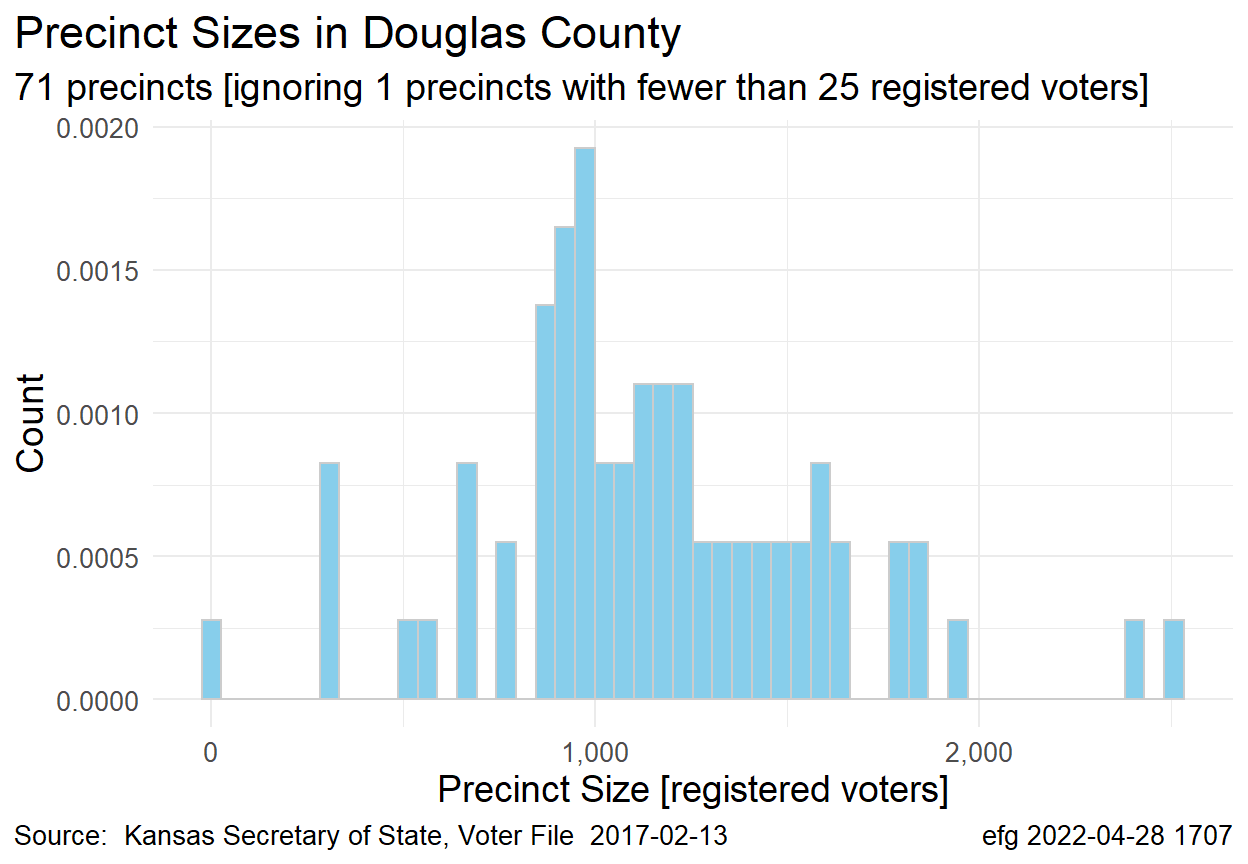 Precinct Sizes in Douglas County
71 precincts [ignoring 1 precincts with fewer than 25 registered voters]
0.0020
0.0015
0.0010
0.0005
0.0000
Count
0 1,000 2,000
Precinct Size [registered voters]
Source:  Kansas Secretary of State, Voter File  2017-02-13 efg 2022-04-28 1707